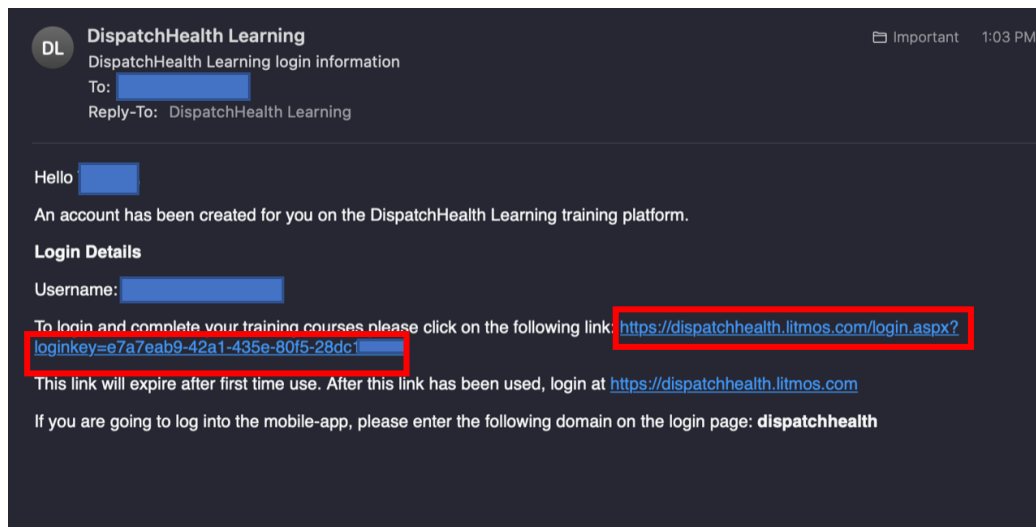 DL
DispatchHealth Learning
Important
1:03 PM
DispatchHealth Learning login information
To:
Reply-To: DispatchHealth Learning
Hello
An account has been created for you on the DispatchHealth Learning training platform.
Login Details
Username:
To login and complete your training courses please click on the following link: https://dispatchhealth.litmos.com/login.aspx?
loginkey=e7a7eab9-42a1-435e-80f5-28dc1
This link will expire after first time use. After this link has been used, login at https://dispatchhealth.litmos.com
If you are going to log into the mobile-app, please enter the following domain on the login page: dispatchhealth